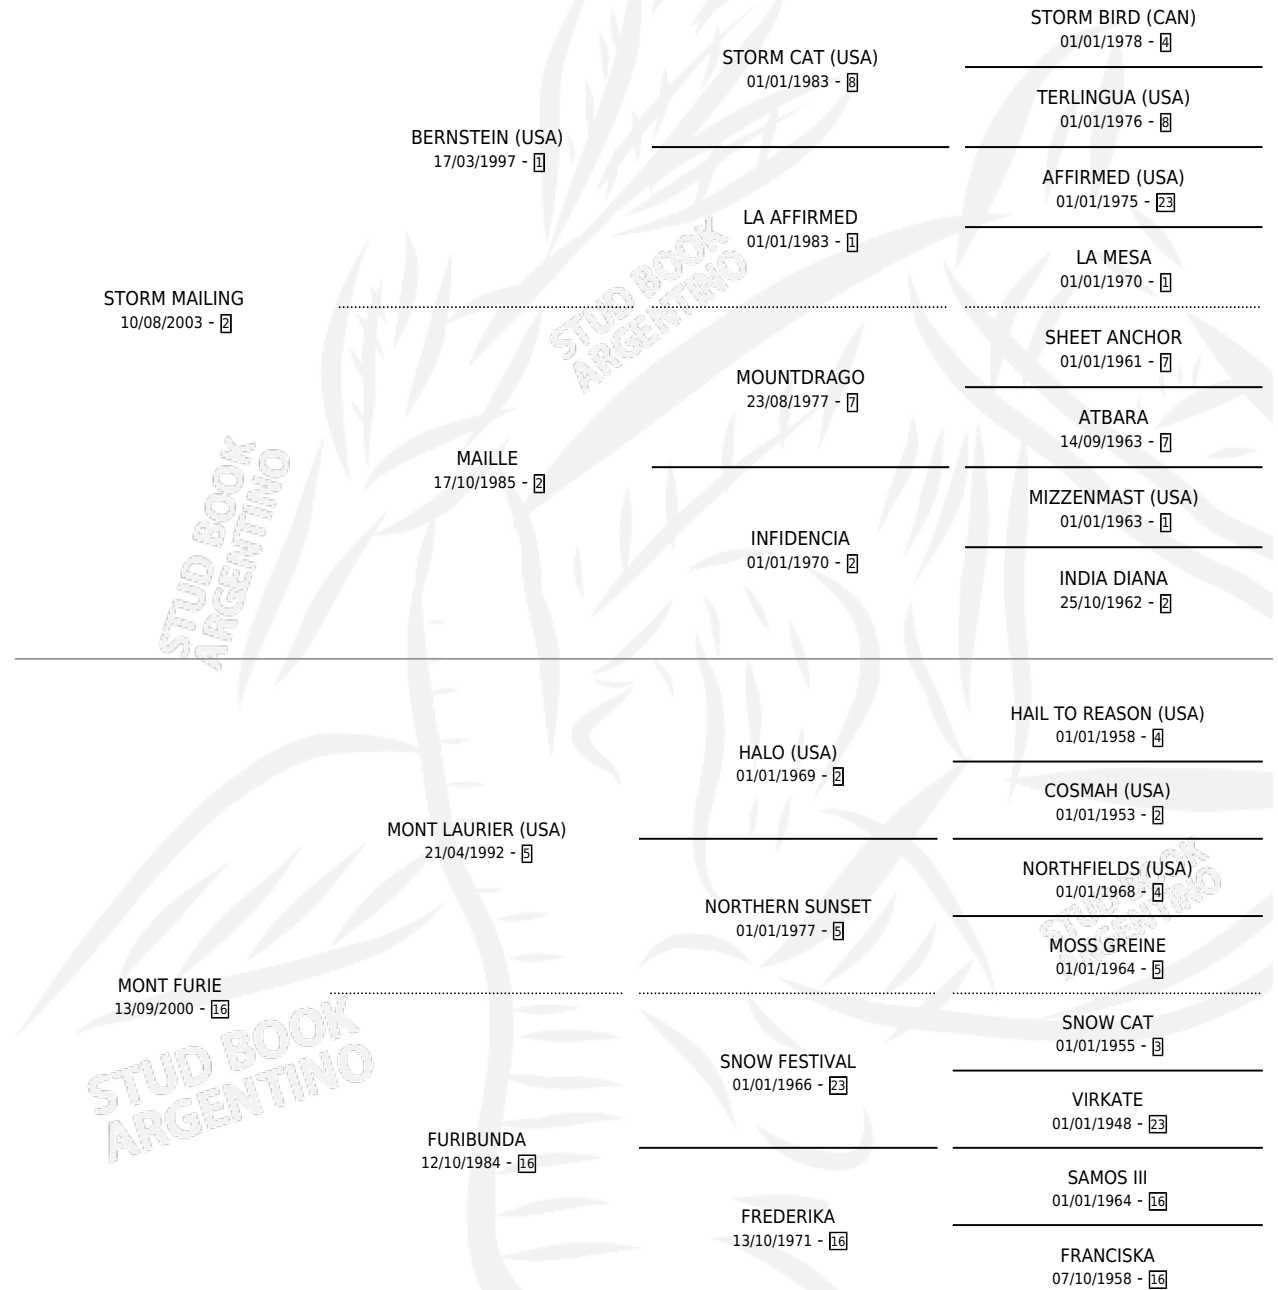 STORM BIRD (CAN)
01/01/1978 - 4
STORM CAT (USA)
01/01/1983 - 8
TERLINGUA (USA)
01/01/1976 - 8
BERNSTEIN (USA)
17/03/1997 - 1
AFFIRMED (USA)
01/01/1975 - 23
LA AFFIRMED
01/01/1983 - 1
LA MESA
01/01/1970 - 1
STORM MAILING
10/08/2003 - 2
SHEET ANCHOR
01/01/1961 - 7
MOUNTDRAGO
23/08/1977 - 7
ATBARA
14/09/1963 - 7
MAILLE
17/10/1985 - 2
MIZZENMAST (USA)
01/01/1963 - 1
INFIDENCIA
01/01/1970 - 2
INDIA DIANA
25/10/1962 - 2
HAIL TO REASON (USA)
01/01/1958 - 4
HALO (USA)
01/01/1969 - 2
COSMAH (USA)
01/01/1953 - 2
MONT LAURIER (USA)
21/04/1992 - 5
NORTHFIELDS (USA)
01/01/1968 - 4
NORTHERN SUNSET
01/01/1977 - 5
MOSS GREINE
01/01/1964 - 5
MONT FURIE
13/09/2000 - 16
SNOW CAT
01/01/1955 - 3
SNOW FESTIVAL
01/01/1966 - 23
VIRKATE
01/01/1948 - 23
FURIBUNDA
12/10/1984 - 16
SAMOS III
01/01/1964 - 16
FREDERIKA
13/10/1971 - 16
FRANCISKA
07/10/1958 - 16
STUD BOOK
ARGENTINO
STUD BOOK
ARGENTINO
STUD BOOK
ARGENTINO
STUD BOOK
ARGENTINO